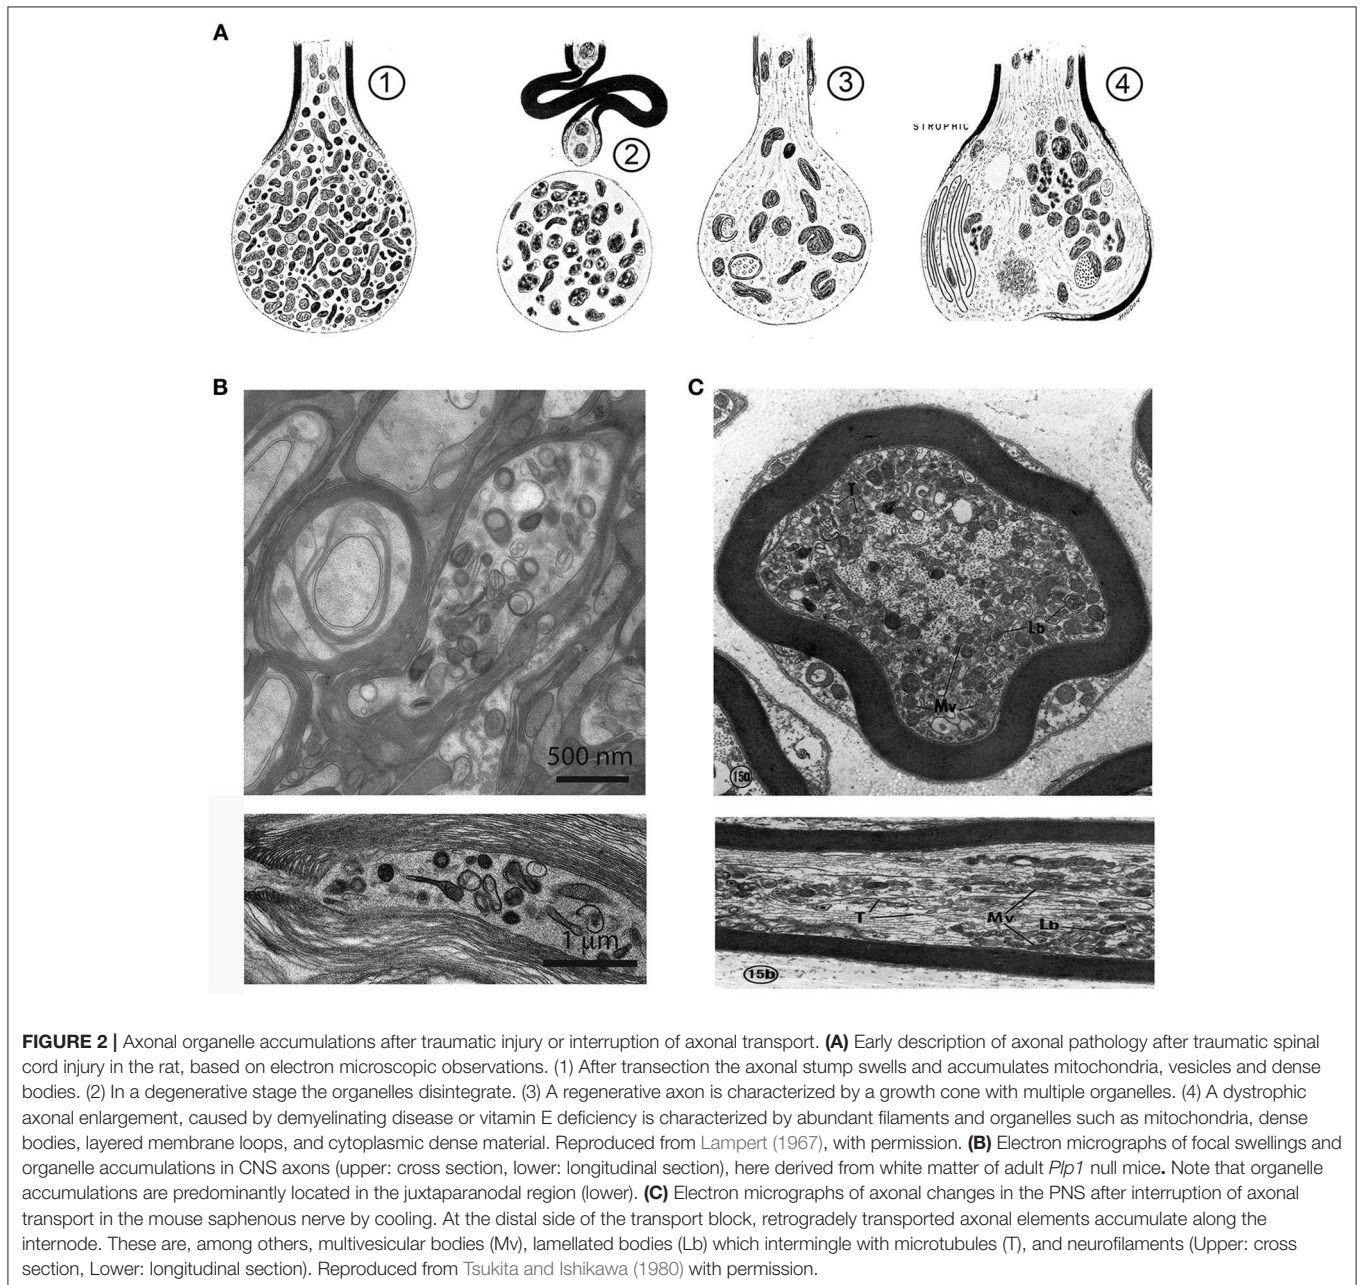 A
1
2
3
4
STROPHIC
B
C
500 nm
1 μm
T
Lb
Mv
15a
T
Mv
Lb
15b
FIGURE 2 | Axonal organelle accumulations after traumatic injury or interruption of axonal transport. (A) Early description of axonal pathology after traumatic spinal
cord injury in the rat, based on electron microscopic observations. (1) After transection the axonal stump swells and accumulates mitochondria, vesicles and dense
bodies. (2) In a degenerative stage the organelles disintegrate. (3) A regenerative axon is characterized by a growth cone with multiple organelles. (4) A dystrophic
axonal enlargement, caused by demyelinating disease or vitamin E deficiency is characterized by abundant filaments and organelles such as mitochondria, dense
bodies, layered membrane loops, and cytoplasmic dense material. Reproduced from Lampert (1967), with permission. (B) Electron micrographs of focal swellings and
organelle accumulations in CNS axons (upper: cross section, lower: longitudinal section), here derived from white matter of adult Plp1 null mice. Note that organelle
accumulations are predominantly located in the juxtaparanodal region (lower). (C) Electron micrographs of axonal changes in the PNS after interruption of axonal
transport in the mouse saphenous nerve by cooling. At the distal side of the transport block, retrogradely transported axonal elements accumulate along the
internode. These are, among others, multivesicular bodies (Mv), lamellated bodies (Lb) which intermingle with microtubules (T), and neurofilaments (Upper: cross
section, Lower: longitudinal section). Reproduced from Tsukita and Ishikawa (1980) with permission.